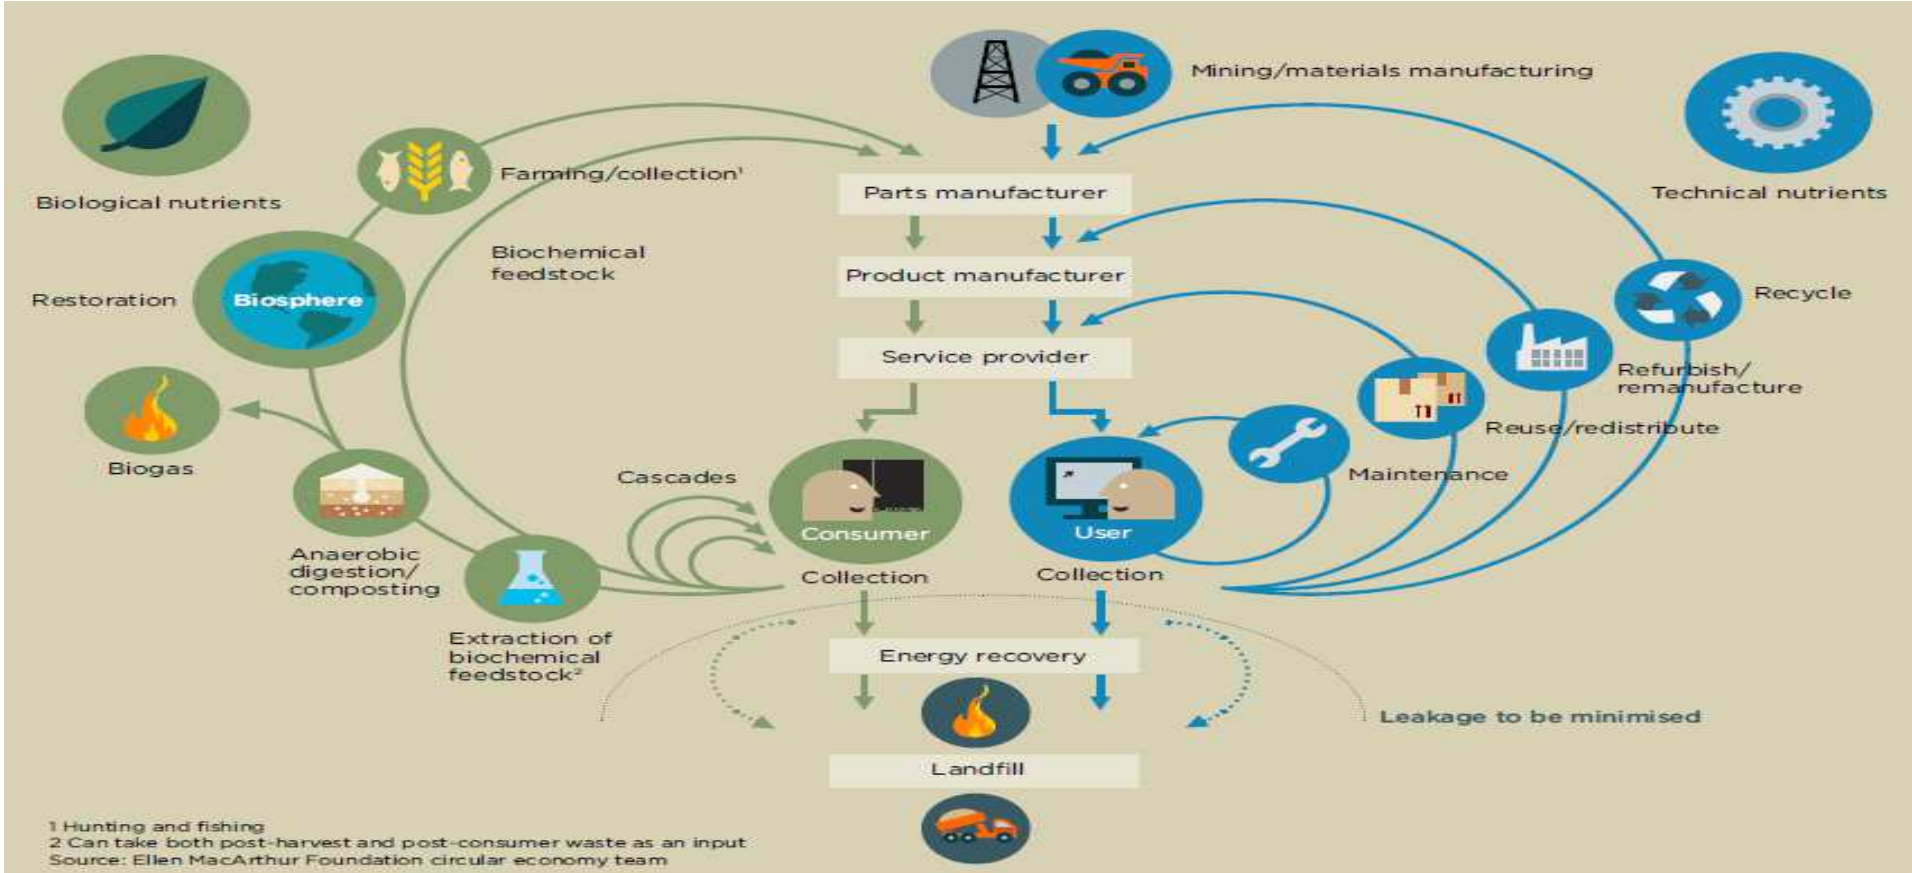 Mining/materials manufacturing
Biological nutrients
Farming/collection¹
Parts manufacturer
Technical nutrients
Biochemical
feedstock
Product manufacturer
Restoration
Biosphere
Recycle
Service provider
Refurbish/
remanufacture
Reuse/redistribute
Biogas
Cascades
Maintenance
Consumer
User
Anaerobic
digestion/
composting
Collection
Collection
Extraction of
biochemical
feedstock²
Energy recovery
Leakage to be minimised
Landfill
1 Hunting and fishing
2 Can take both post-harvest and post-consumer waste as an input
Source: Ellen MacArthur Foundation circular economy team